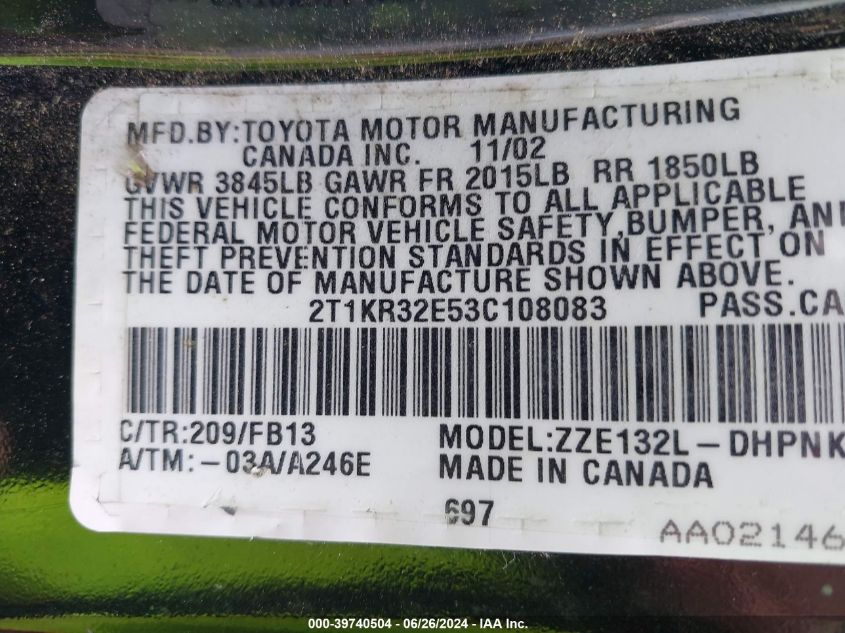 MFD.BY:TOYOTA MOTOR MANUFACTURING
CANADA INC. 11/02
GVWR 3845LB GAWR FR 2015LB RR 1850LB
THIS VEHICLE CONFORMS TO ALL APPLICABLE
FEDERAL MOTOR VEHICLE SAFETY,BUMPER, AND
THEFT PREVENTION STANDARDS IN EFFECT ON
THE DATE OF MANUFACTURE SHOWN ABOVE.
2T1KR32E53C108083 PASS.CA
C/TR:209/FB13 MODEL:ZZE132L-DHPNK
A/TM:-03A/A246E MADE IN CANADA
697
AA02146
000-39740504 - 06/26/2024 - IAA Inc.